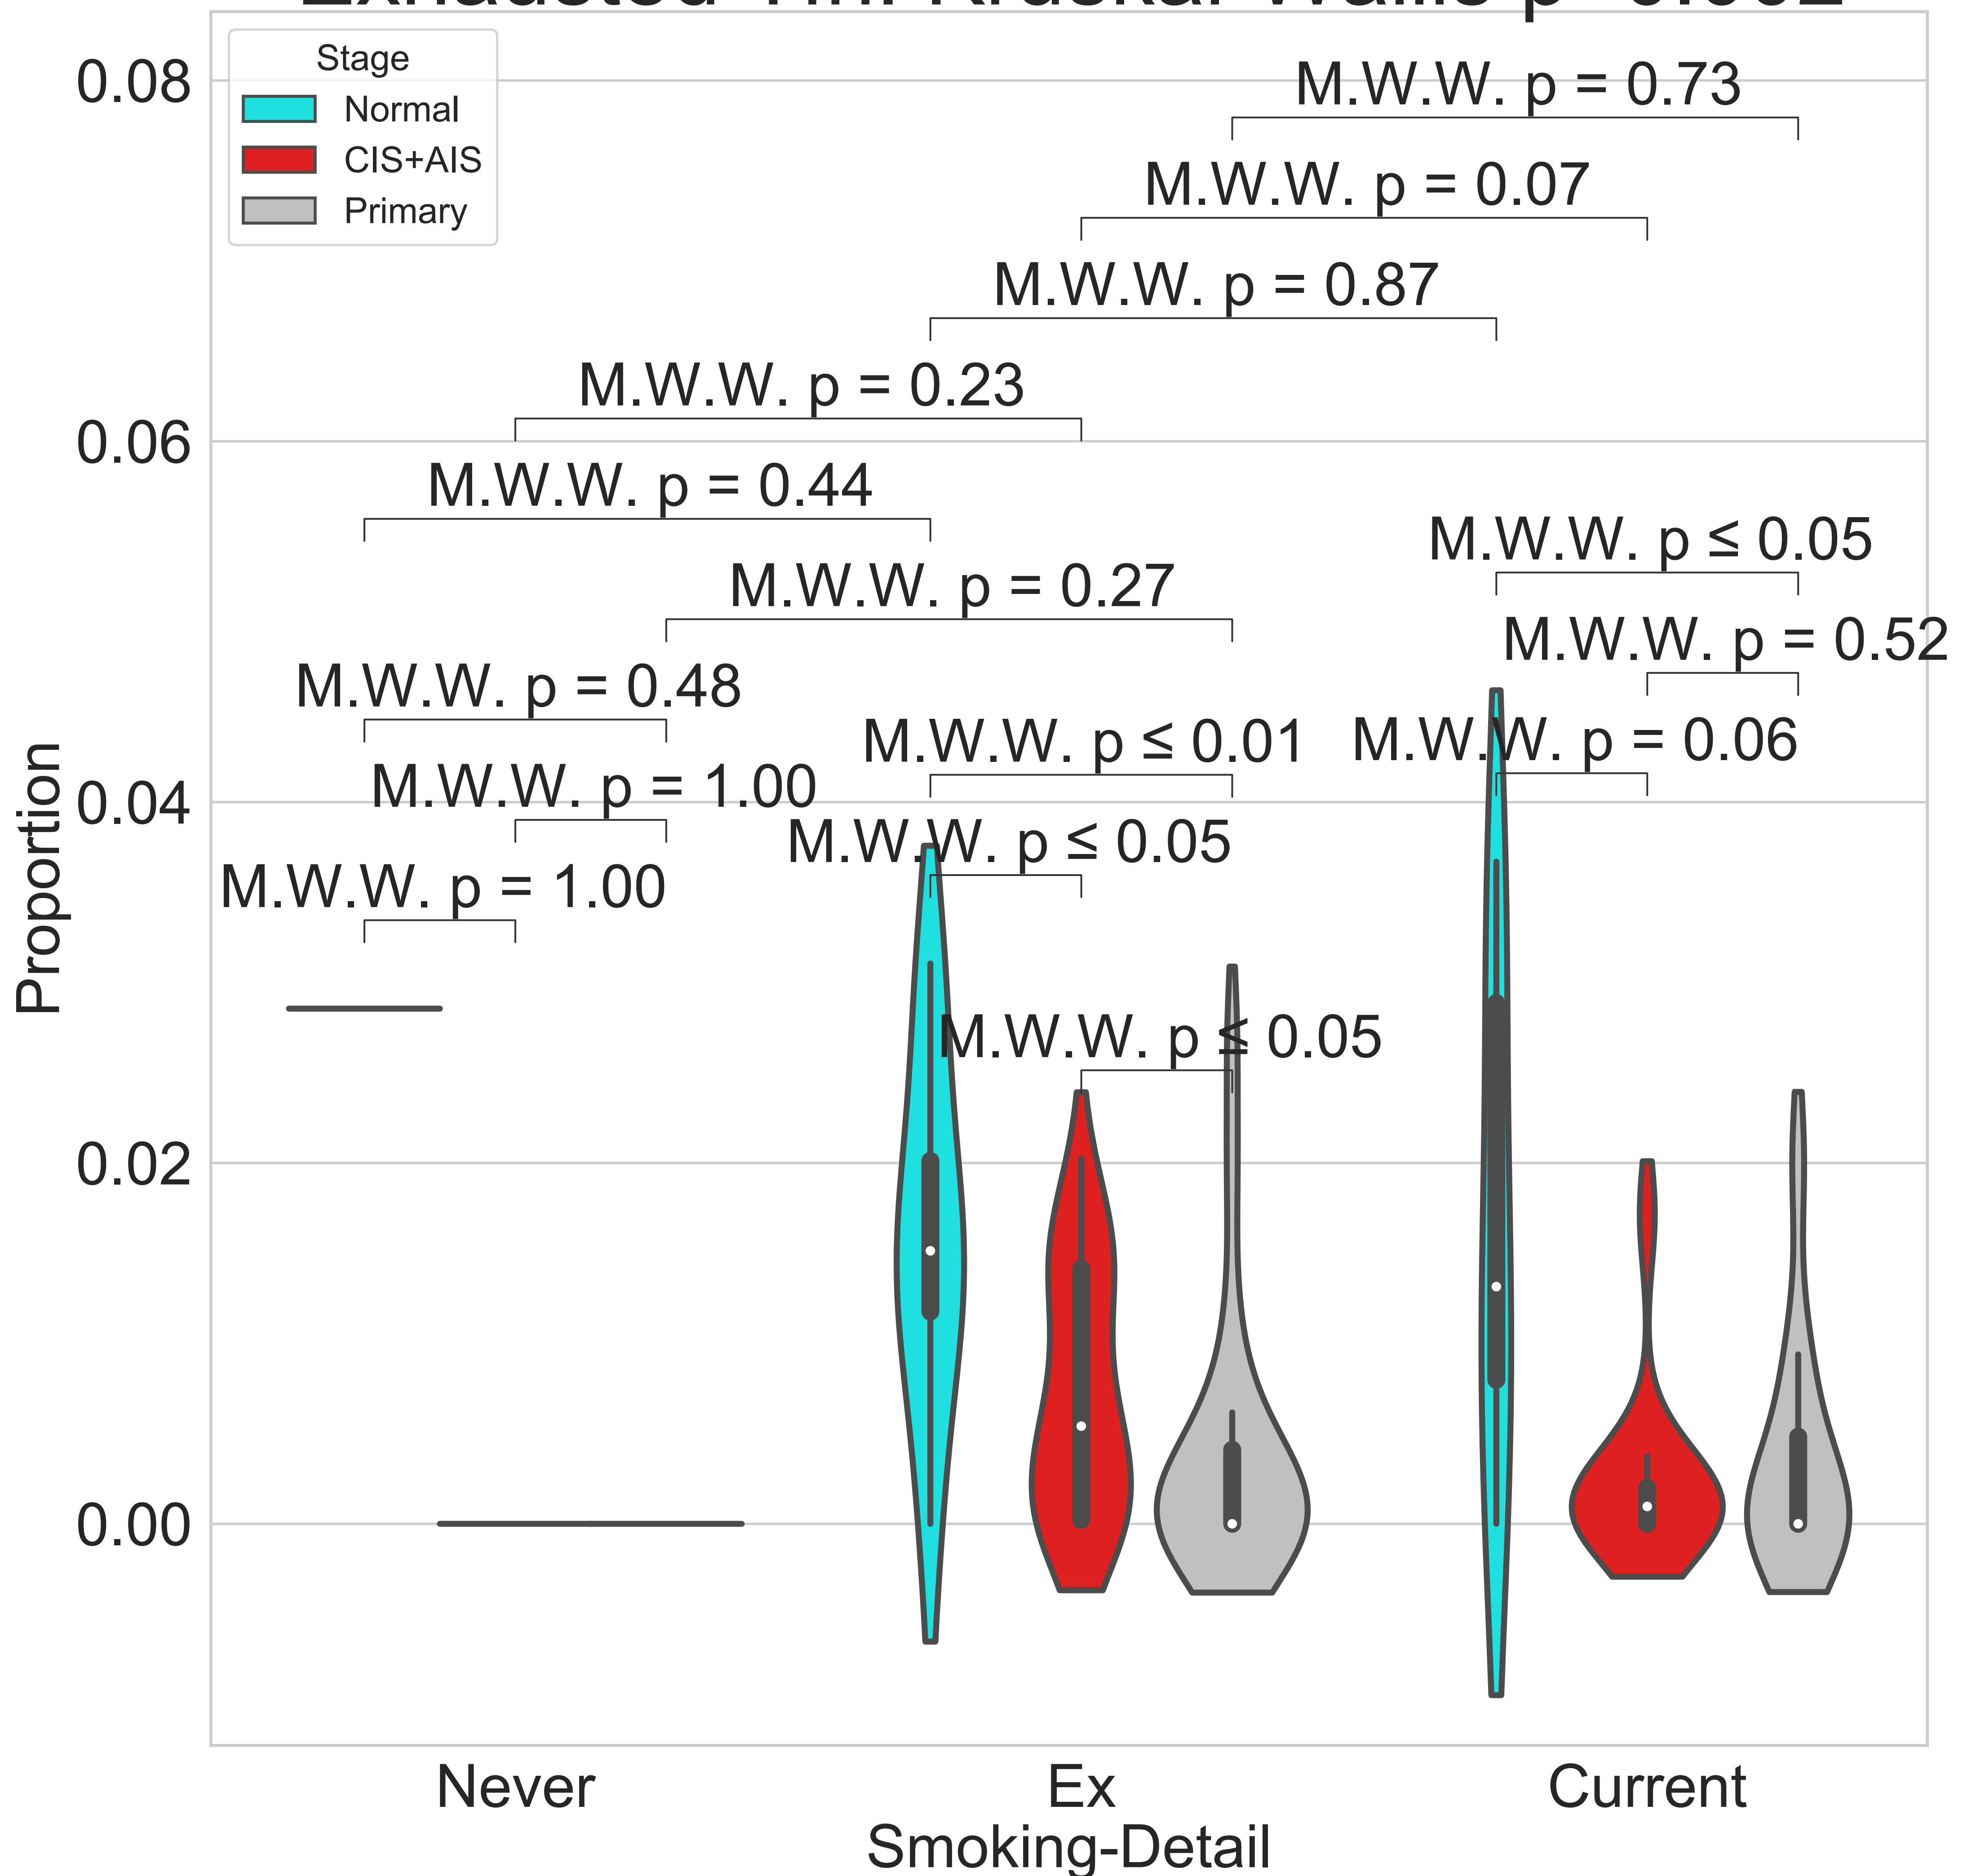 0.08
0.06
0.04
0.02
0.00
Proportion
Stage
Normal
CIS+AIS
Primary
M.W.W. p = 0.73
M.W.W. p = 0.07
M.W.W. p = 0.87
M.W.W. p = 0.23
M.W.W. p = 0.44
M.W.W. p ≤ 0.05
M.W.W. p = 0.27
M.W.W. p = 0.52
M.W.W. p = 0.48
M.W.W. p ≤ 0.01
M.W.W. p = 0.06
M.W.W. p = 1.00
M.W.W. p ≤ 0.05
M.W.W. p = 1.00
M.W.W. p ≤ 0.05
Never
Ex
Current
Smoking-Detail